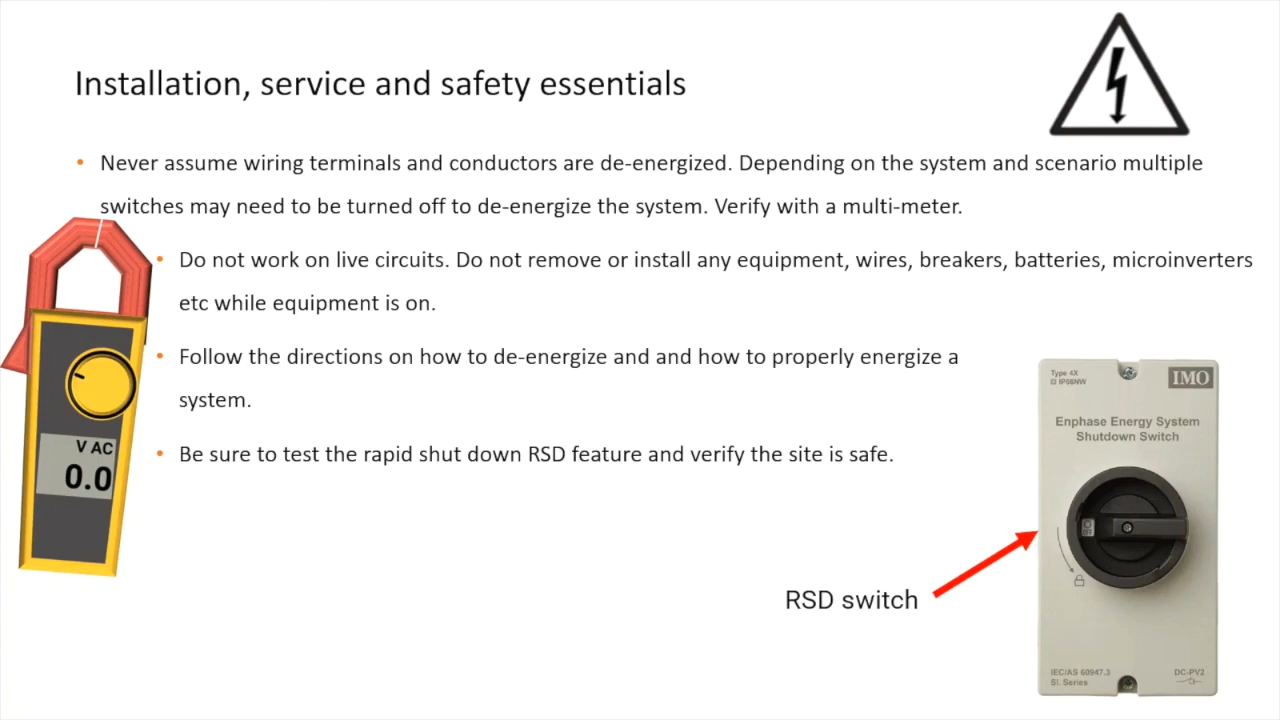 Installation, service and safety essentials
• Never assume wiring terminals and conductors are de-energized. Depending on the system and scenario multiple
switches may need to be turned off to de-energize the system. Verify with a multi-meter.
• Do not work on live circuits. Do not remove or install any equipment, wires, breakers, batteries, microinverters
etc while equipment is on.
• Follow the directions on how to de-energize and and how to properly energize a
system.
• Be sure to test the rapid shut down RSD feature and verify the site is safe.
V AC
0.0
RSD switch
Type 4X
IP66NW
IMO
Enphase Energy System
Shutdown Switch
IEC/AS 60947.3
SI. Series
DC-PV2